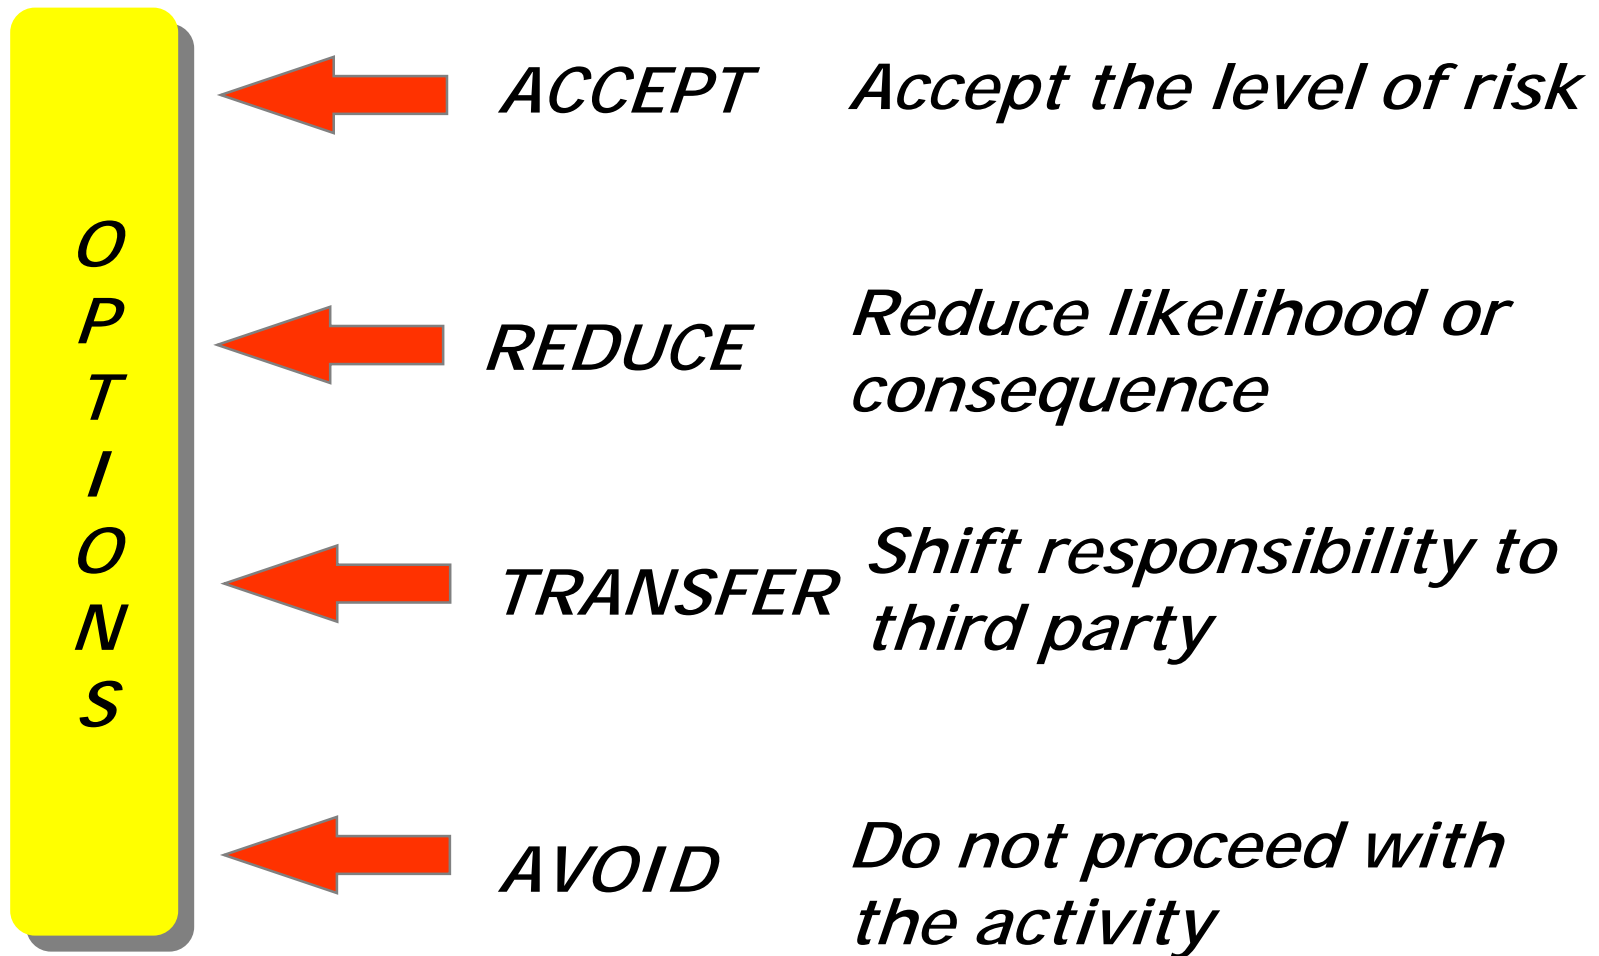 OPTIONS
ACCEPT Accept the level of risk
REDUCE Reduce likelihood or
consequence
TRANSFER Shift responsibility to
third party
AVOID Do not proceed with
the activity